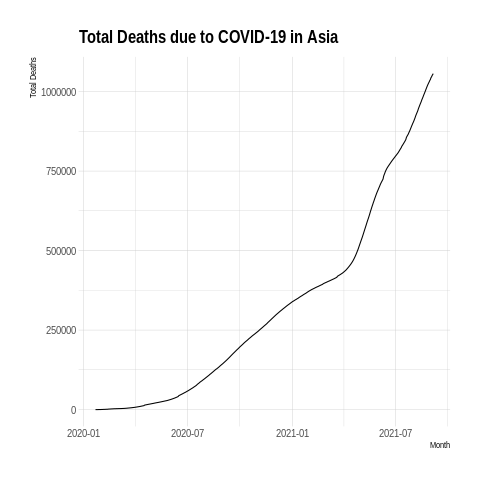 Total Deaths due to COVID-19 in Asia
Total Deaths
1000000
750000
500000
250000
0
2020-01 2020-07 2021-01 2021-07
Month